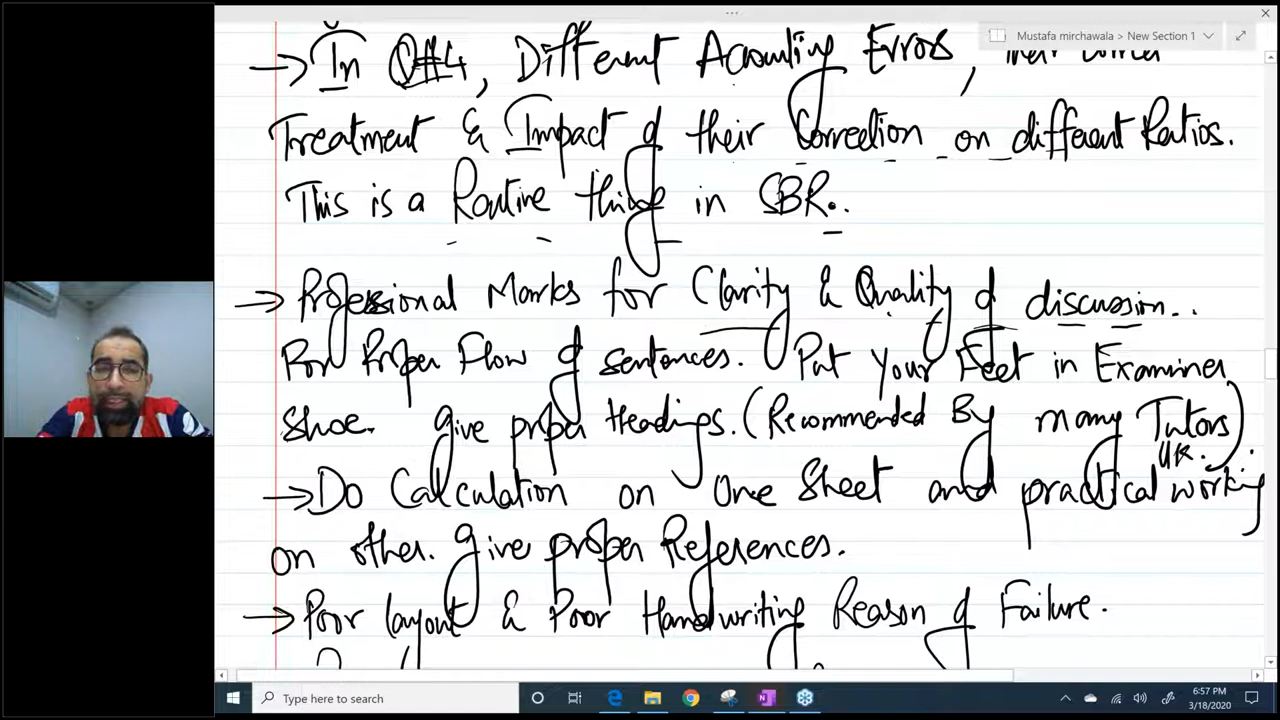 Mustafa mirchawala > New Section 1
→ In Q#4, Different Accounting Errors, their correct
Treatment & Impact of their Correction on different Ratios.
This is a Routine thing in SBR..
→ Professional Marks for Clarity & Quality of discussion..
For Proper Flow of sentences. Put your Feet in Examiner
Shoe. give proper Headings. (Recommended By many Tutors)
UK.
→ Do Calculation on One Sheet and practical working
on other. give proper References.
→ Poor layout & Poor Handwriting Reason of Failure.
Type here to search
6:57 PM
3/18/2020